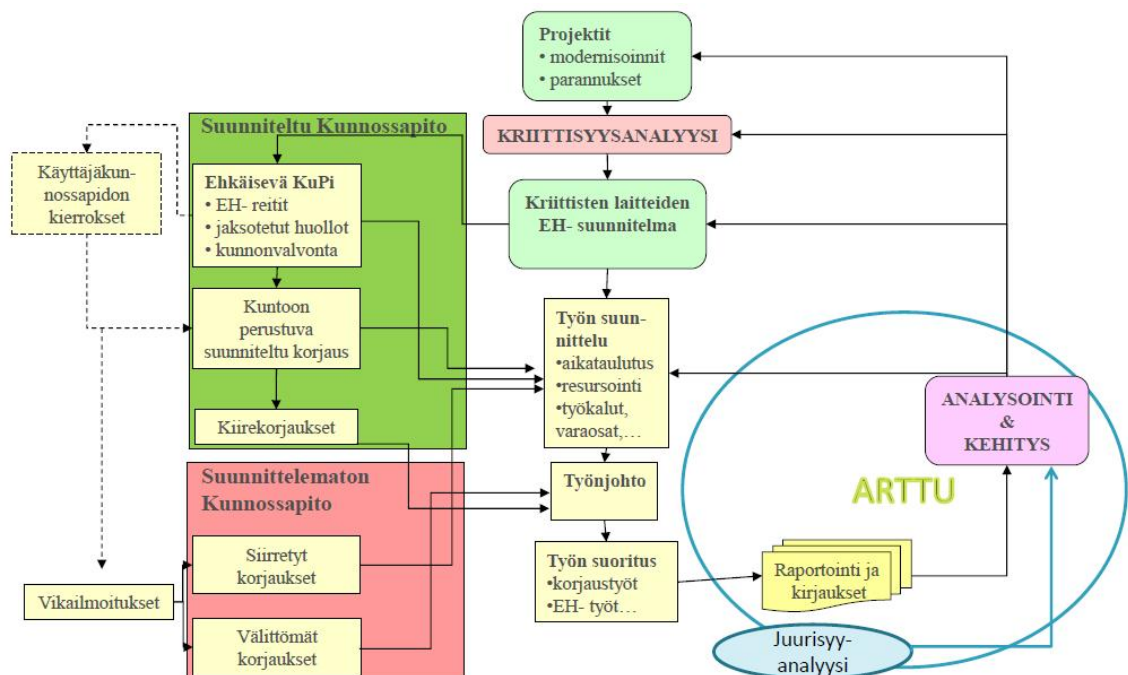 Projektit
• modernisoinnit
• parannukset
Suunniteltu Kunnossapito
KRIITTISYYSANALYYSI
Käyttäjäkun-
nossapidon
kierrokset
Ehkäisevä KuPi
• EH- reitit
• jaksotetut huollot
• kunnonvalvonta
Kriittisten laitteiden
EH- suunnitelma
Kuntoon
perustuva
suunniteltu korjaus
Työn suun-
nittelu
•aikataulutus
•resursointi
•työkalut,
varaosat,…
Kiirekorjaukset
ANALYSOINTI
&
KEHITYS
Suunnittelematon
Kunnossapito
Työnjohto
ARTTU
Siirretyt
korjaukset
Työn suoritus
•korjaustyöt
•EH- työt…
Raportointi ja
kirjaukset
Vikailmoitukset
Välittömät
korjaukset
Juurisyy-
analyysi